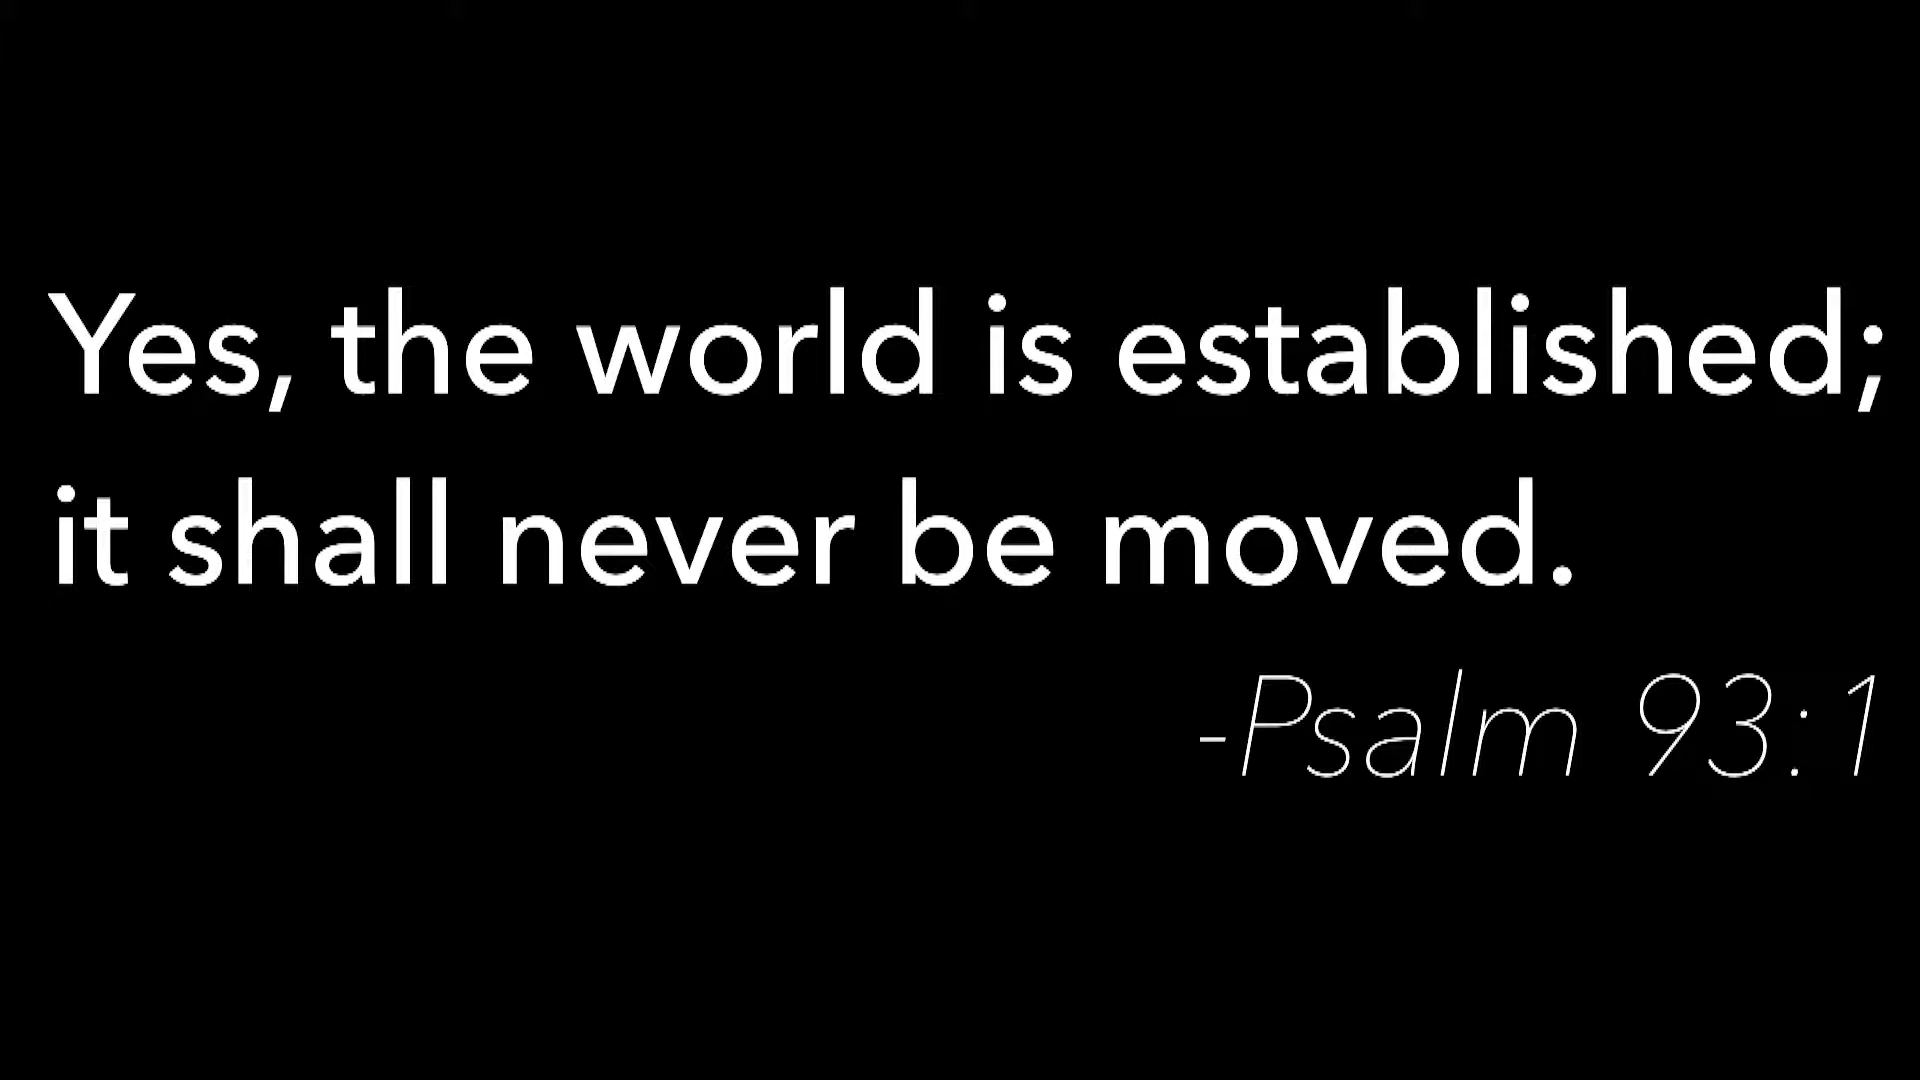 Yes, the world is established;
it shall never be moved.
-Psalm 93:1